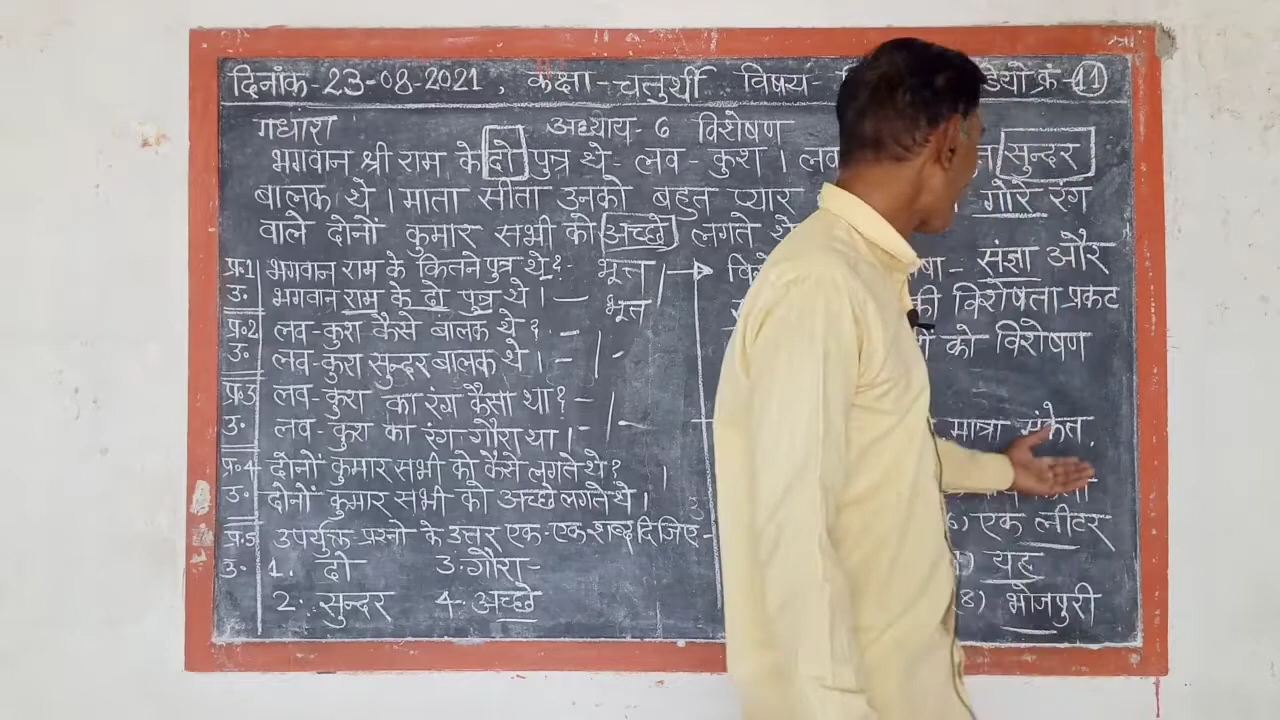 दिनांक-23-08-2021, कक्षा-चतुर्थी विषय- डियो क्रं-11
गधांरा अध्याय-6 विशेषण
भगवान श्री राम के दो पुत्र थे- लव-कुश। लव सुन्दर
बालक थे। माता सीता उनको बहुत प्यार गोरे रंग
वाले दोनों कुमार सभी को अच्छे लगते थे
प्र॰1 भगवान राम के कितने पुत्र थे?- भूत
उ॰ भगवान राम के दो पुत्र थे।- भूत
प्र॰2 लव-कुश कैसे बालक थे?-
उ॰ लव-कुश सुन्दर बालक थे।-
प्र॰3 लव-कुश का रंग कैसा था?-
उ॰ लव-कुश का रंग-गौरा था।-
प्र॰4- दोनों कुमार सभी को कैसे लगते थे?
उ॰ दोनों कुमार सभी को अच्छे लगते थे।
प्र॰5 उपर्युक्त प्रश्नो के उत्तर एक-एक शब्द दिजिए-
उ॰ 1. दो 3. गौरा-
2. सुन्दर 4. अच्छे
षा- संज्ञा और
की विशेषता प्रकट
को विशेषण
मात्रा संकेत.
6) एक लीटर
यह
(8) भोजपुरी